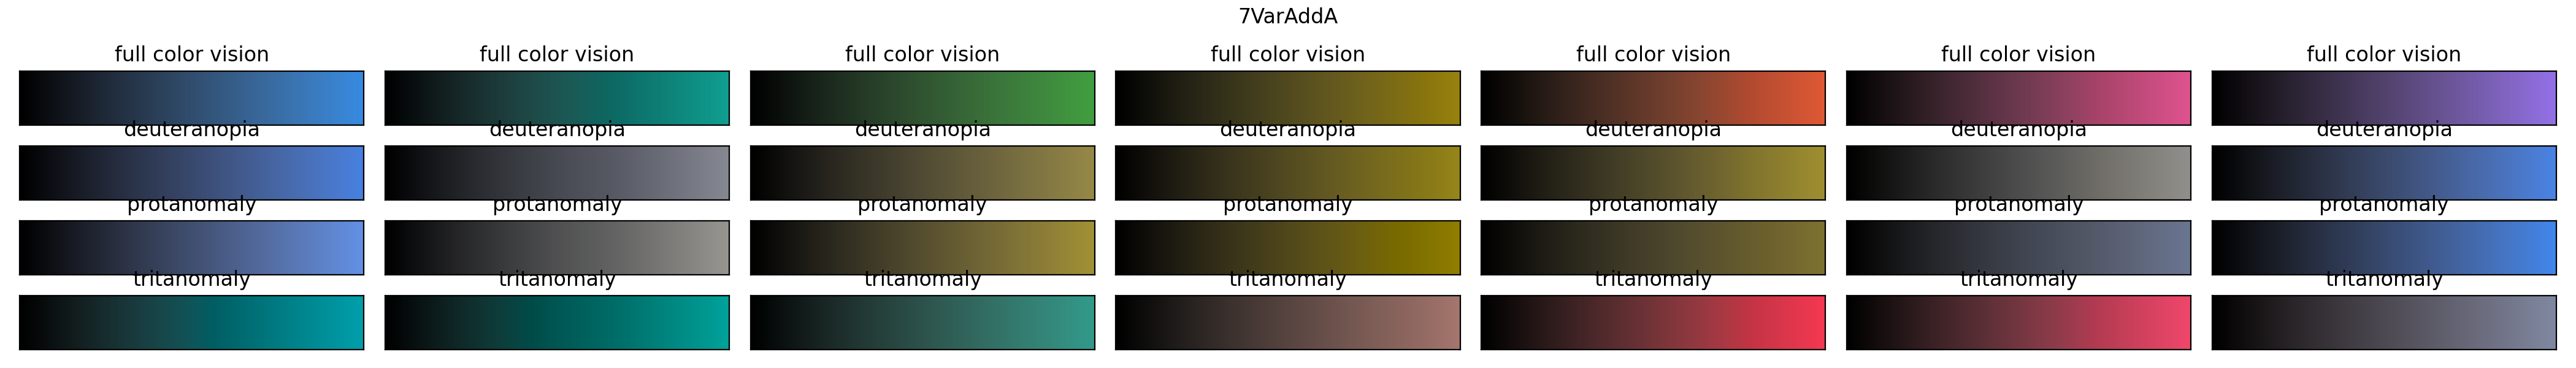 7VarAddA
full color vision full color vision full color vision full color vision full color vision full color vision full color vision
deuteranopia deuteranopia deuteranopia deuteranopia deuteranopia deuteranopia deuteranopia
protanomaly protanomaly protanomaly protanomaly protanomaly protanomaly protanomaly
tritanomaly tritanomaly tritanomaly tritanomaly tritanomaly tritanomaly tritanomaly